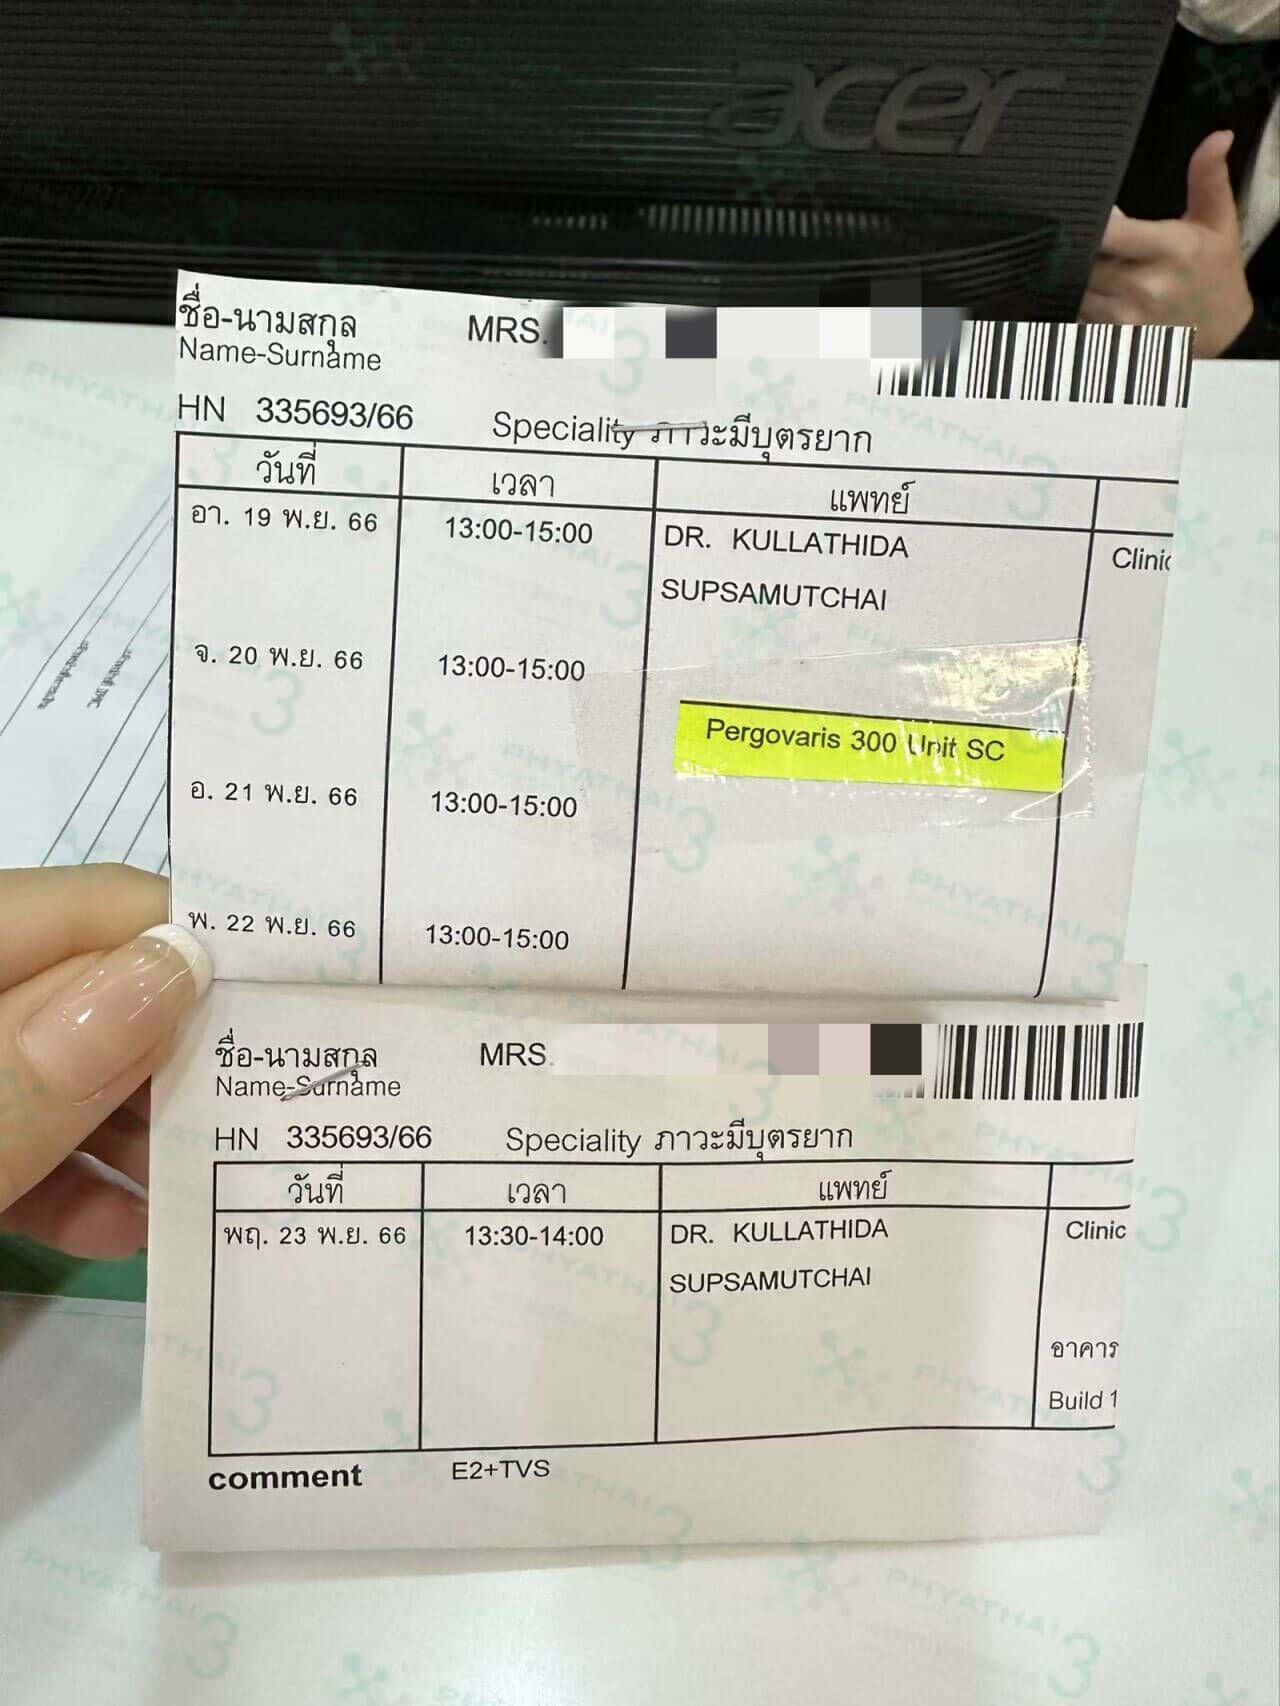 acer
ชื่อ-นามสกุล MRS.
Name-Surname
HN 335693/66 Speciality ภาวะมีบุตรยาก
วันที่ เวลา แพทย์
อา. 19 พ.ย. 66 13:00-15:00 DR. KULLATHIDA
SUPSAMUTCHAI
จ. 20 พ.ย. 66 13:00-15:00
Pergovaris 300 Unit SC
อ. 21 พ.ย. 66 13:00-15:00
พ. 22 พ.ย. 66 13:00-15:00
ชื่อ-นามสกุล MRS.
Name-Surname
HN 335693/66 Speciality ภาวะมีบุตรยาก
วันที่ เวลา แพทย์
พฤ. 23 พ.ย. 66 13:30-14:00 DR. KULLATHIDA Clinic
SUPSAMUTCHAI
อาคาร
Build 1
comment E2+TVS
PHYATHAI 3